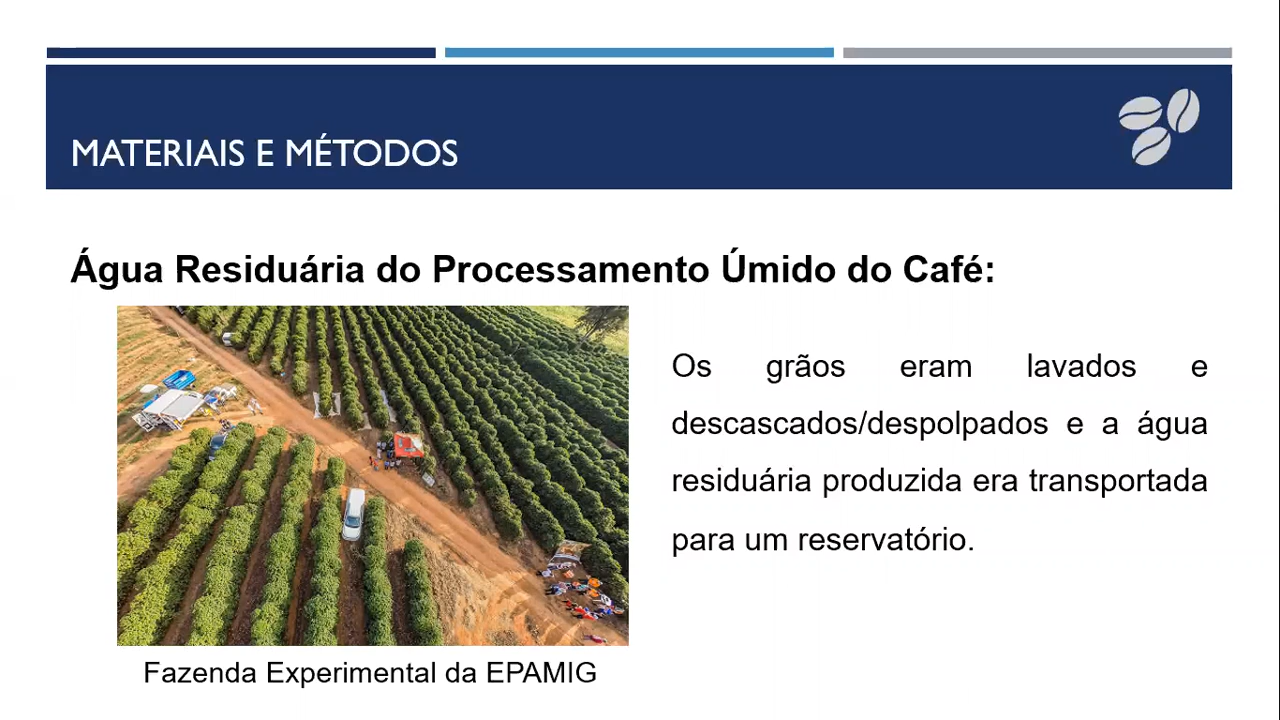 MATERIAIS E MÉTODOS
Água Residuária do Processamento Úmido do Café:
Os grãos eram lavados e
descascados/despolpados e a água
residuária produzida era transportada
para um reservatório.
Fazenda Experimental da EPAMIG